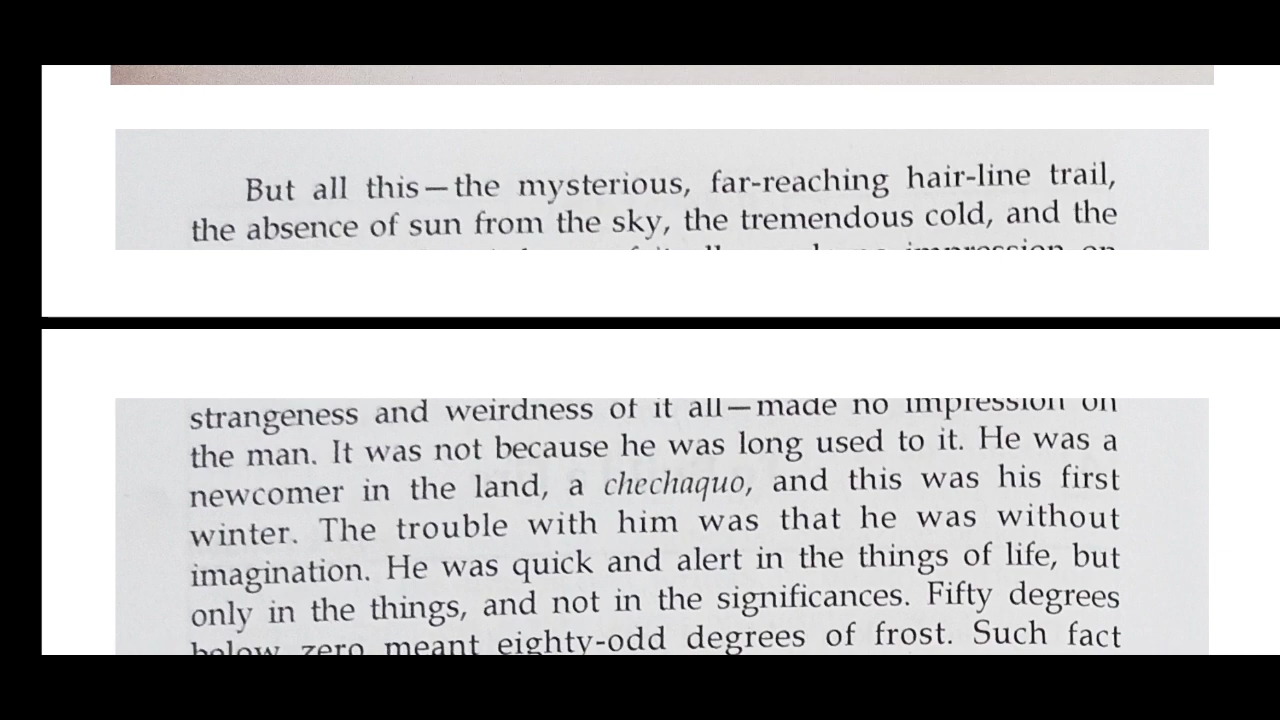 But all this—the mysterious, far-reaching hair-line trail,
the absence of sun from the sky, the tremendous cold, and the
strangeness and weirdness of it all—made no impression on
the man. It was not because he was long used to it. He was a
newcomer in the land, a chechaquo, and this was his first
winter. The trouble with him was that he was without
imagination. He was quick and alert in the things of life, but
only in the things, and not in the significances. Fifty degrees
below zero meant eighty-odd degrees of frost. Such fact